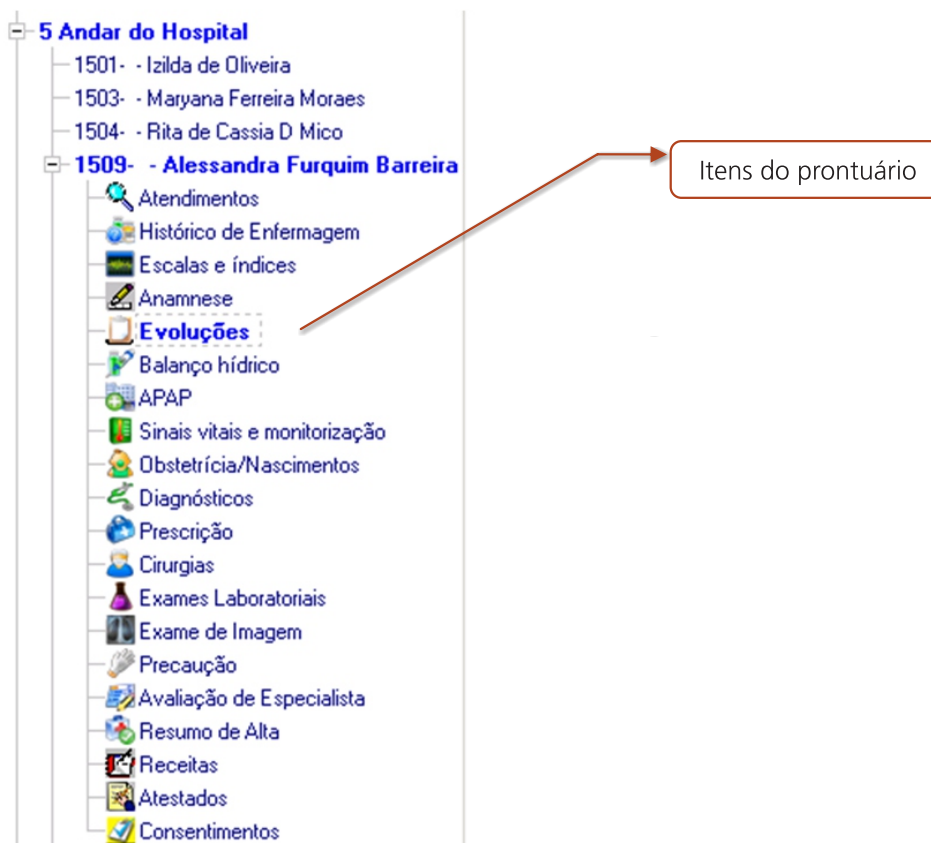 5 Andar do Hospital
1501- - Izilda de Oliveira
1503- - Maryana Ferreira Moraes
1504- - Rita de Cassia D Mico
1509- - Alessandra Furquim Barreira
Atendimentos
Histórico de Enfermagem
Escalas e índices
Anamnese
Evoluções
Balanço hídrico
APAP
Sinais vitais e monitorização
Obstetrícia/Nascimentos
Diagnósticos
Prescrição
Cirurgias
Exames Laboratoriais
Exame de Imagem
Precaução
Avaliação de Especialista
Resumo de Alta
Receitas
Atestados
Consentimentos
Itens do prontuário